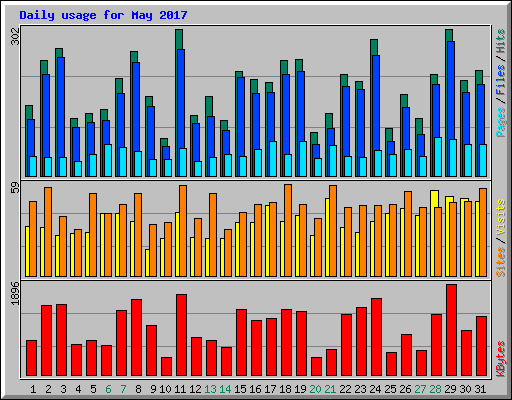 Daily usage for May 2017
302
Pages / Files / Hits
59
Sites / Visits
1896
KBytes
1 2 3 4 5 6 7 8 9 10 11 12 13 14 15 16 17 18 19 20 21 22 23 24 25 26 27 28 29 30 31